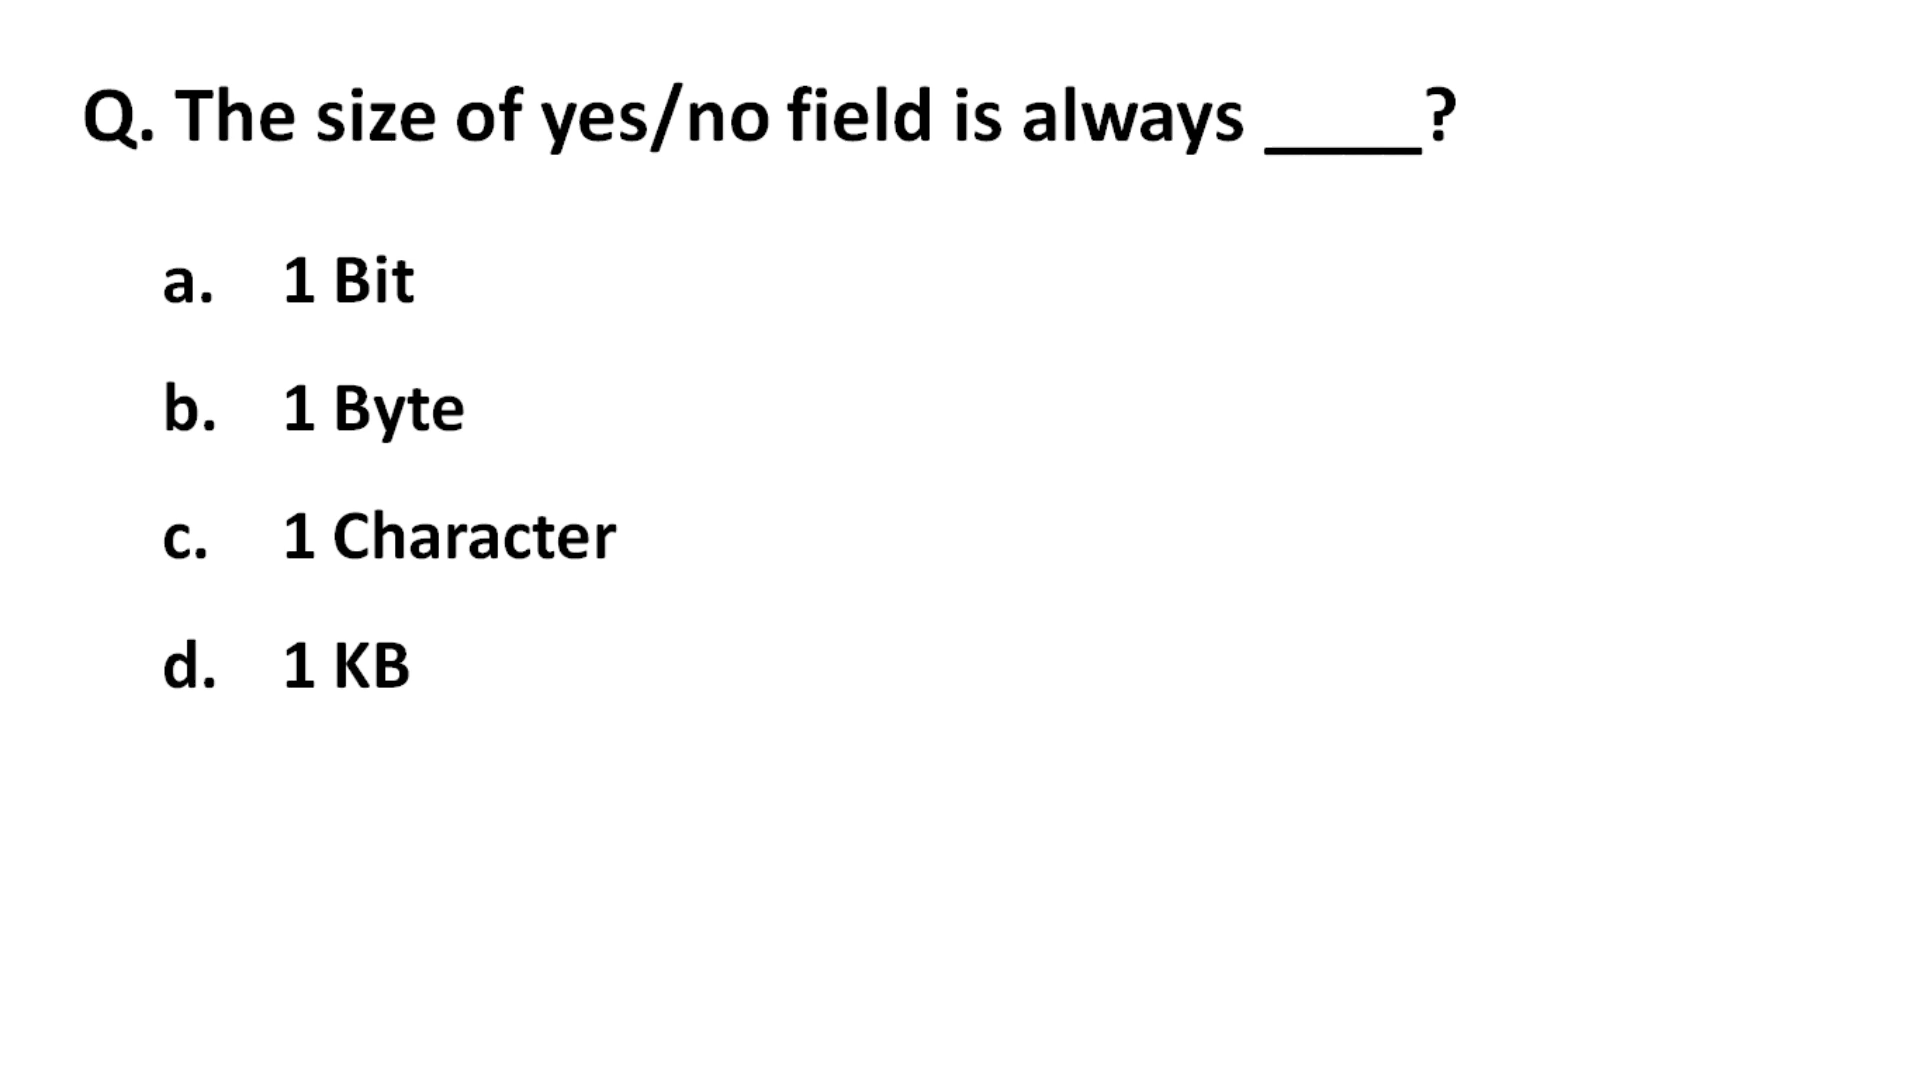 Q. The size of yes/no field is always ____?
a. 1 Bit
b. 1 Byte
c. 1 Character
d. 1 KB